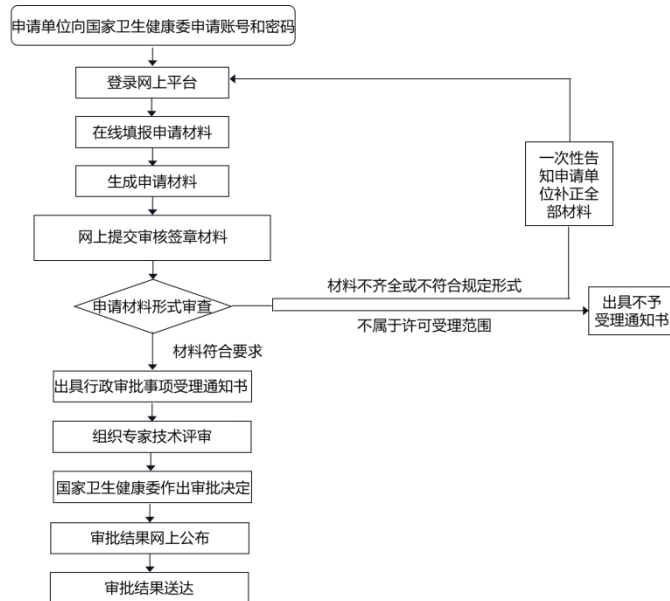 申请单位向国家卫生健康委申请账号和密码
登录网上平台
在线填报申请材料
一次性告
知申请单
位补正全
部材料
生成申请材料
网上提交审核签章材料
材料不齐全或不符合规定形式
申请材料形式审查
出具不予
受理通知书
不属于许可受理范围
材料符合要求
出具行政审批事项受理通知书
组织专家技术评审
国家卫生健康委作出审批决定
审批结果网上公布
审批结果送达